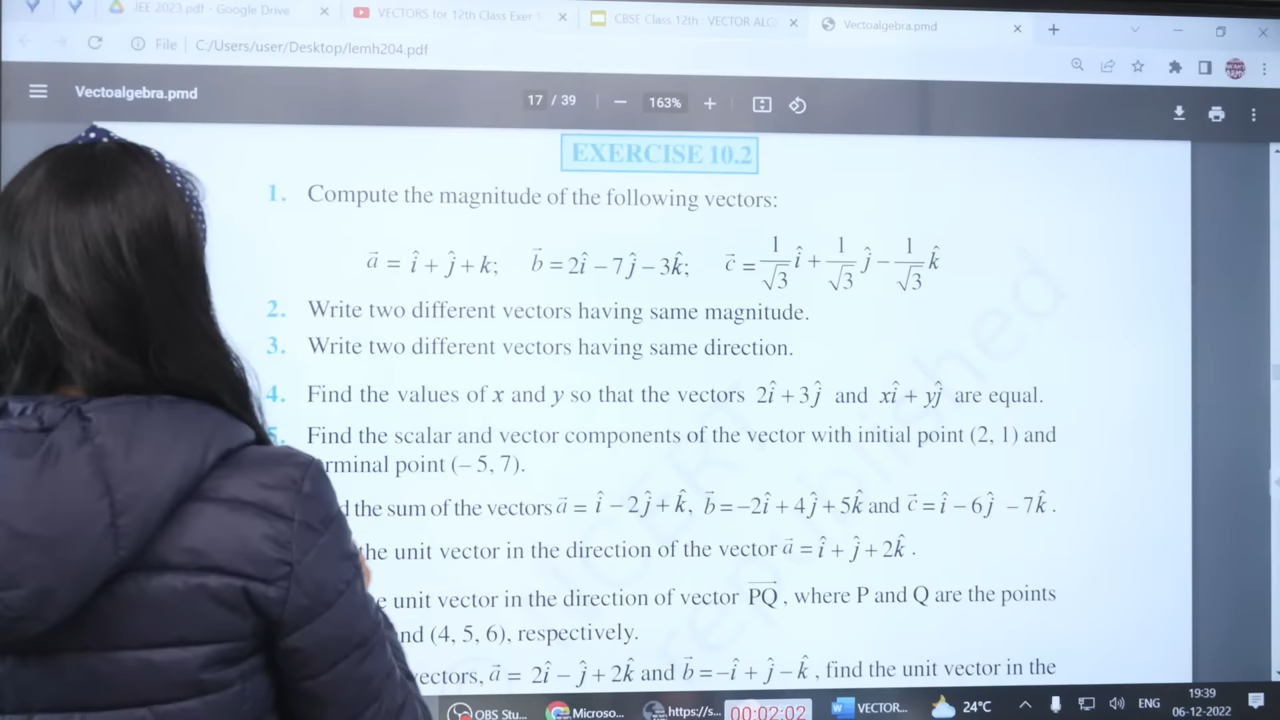 JEE 2023.pdf - Google Drive
VECTORS for 12th Class Exer
CBSE Class 12th : VECTOR ALG
Vectoalgebra.pmd
File C:/Users/user/Desktop/lemh204.pdf
Vectoalgebra.pmd 17 / 39 163%
EXERCISE 10.2
1. Compute the magnitude of the following vectors:
a⃗ = î + ĵ + k; b⃗ = 2î − 7ĵ − 3k̂; c⃗ = 1/√3 î + 1/√3 ĵ − 1/√3 k̂
2. Write two different vectors having same magnitude.
3. Write two different vectors having same direction.
4. Find the values of x and y so that the vectors 2î + 3ĵ and xî + yĵ are equal.
5. Find the scalar and vector components of the vector with initial point (2, 1) and
rminal point (– 5, 7).
d the sum of the vectors a⃗ = î − 2ĵ + k̂, b⃗ = −2î + 4ĵ + 5k̂ and c⃗ = î − 6ĵ − 7k̂ .
the unit vector in the direction of the vector a⃗ = î + ĵ + 2k̂ .
e unit vector in the direction of vector PQ⃗ , where P and Q are the points
nd (4, 5, 6), respectively.
vectors, a⃗ = 2î − ĵ + 2k̂ and b⃗ = −î + ĵ − k̂ , find the unit vector in the
OBS Stu... Microso... https://s... 00:02:02 VECTOR... 24°C ENG 19:39
06-12-2022